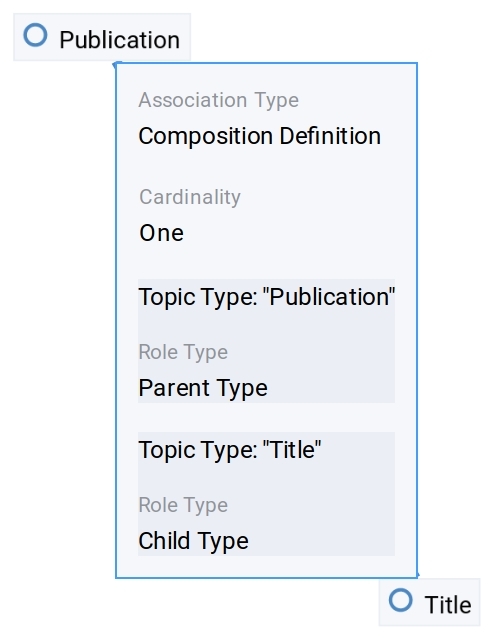 Publication
Association Type
Composition Definition
Cardinality
One
Topic Type: "Publication"
Role Type
Parent Type
Topic Type: "Title"
Role Type
Child Type
Title